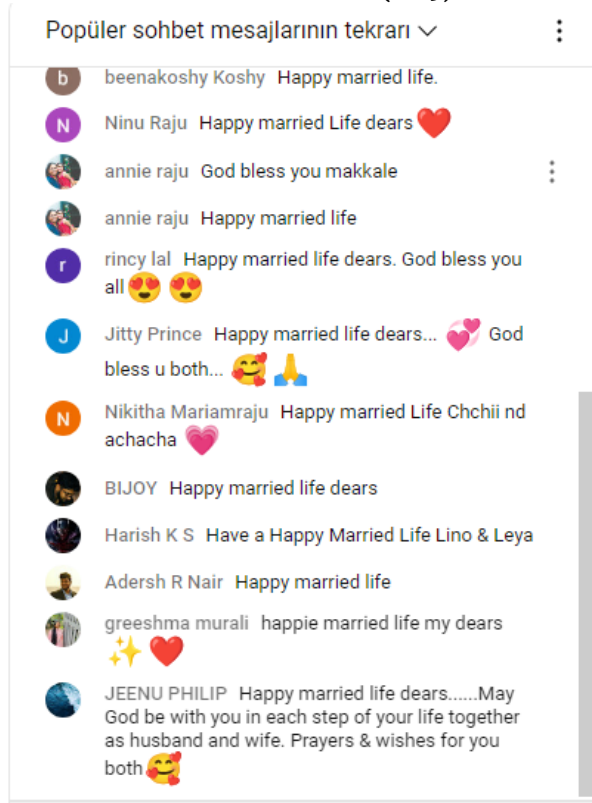 Popüler sohbet mesajlarının tekrarı
b beenakoshy Koshy Happy married life.
N Ninu Raju Happy married Life dears❤️
annie raju God bless you makkale
annie raju Happy married life
r rincy lal Happy married life dears. God bless you
all😍 😍
J Jitty Prince Happy married life dears... 💞 God
bless u both... 🥰 🙏
N Nikitha Mariamraju Happy married Life Chchii nd
achacha 💗
BIJOY Happy married life dears
Harish K S Have a Happy Married Life Lino & Leya
Adersh R Nair Happy married life
greeshma murali happie married life my dears
✨ ❤️
JEENU PHILIP Happy married life dears......May
God be with you in each step of your life together
as husband and wife. Prayers & wishes for you
both🥰